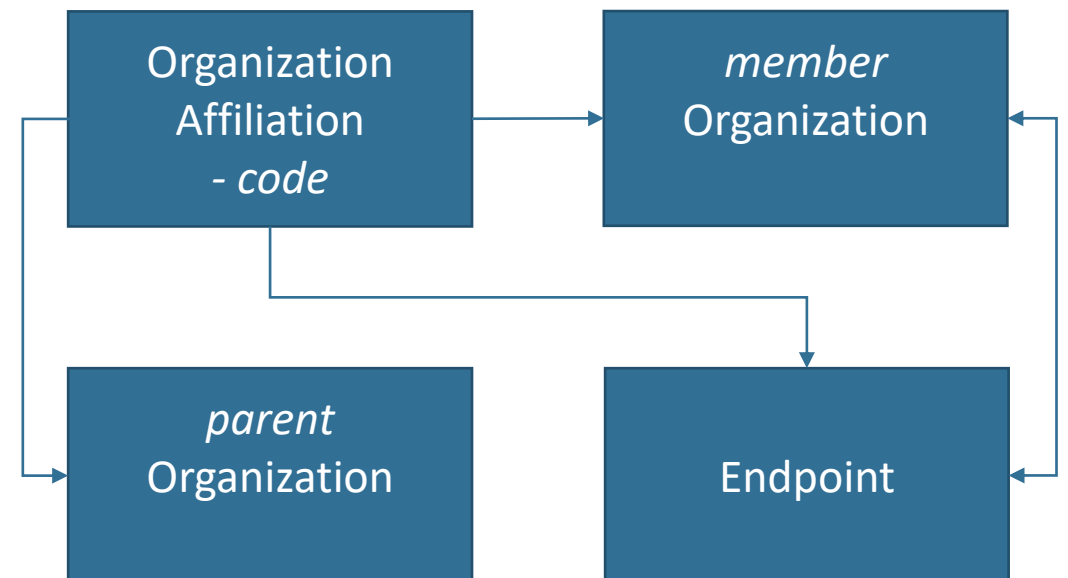 Organization
Affiliation
- code
member
Organization
parent
Organization
Endpoint